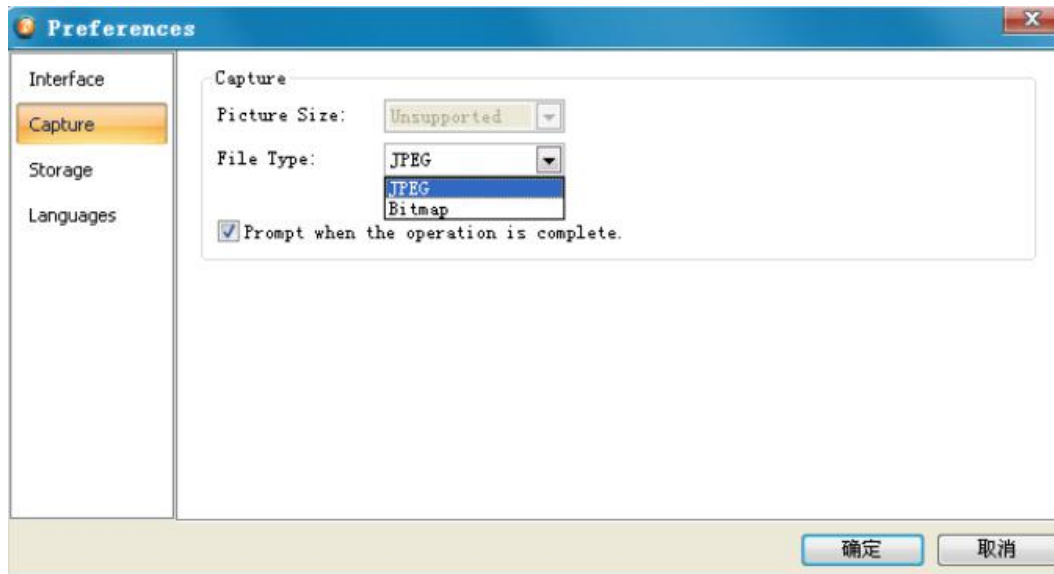 Preferences
Interface
Capture
Storage
Languages
Capture
Picture Size: Unsupported
File Type: JPEG
JPEG
Bitmap
Prompt when the operation is complete.
确定 取消